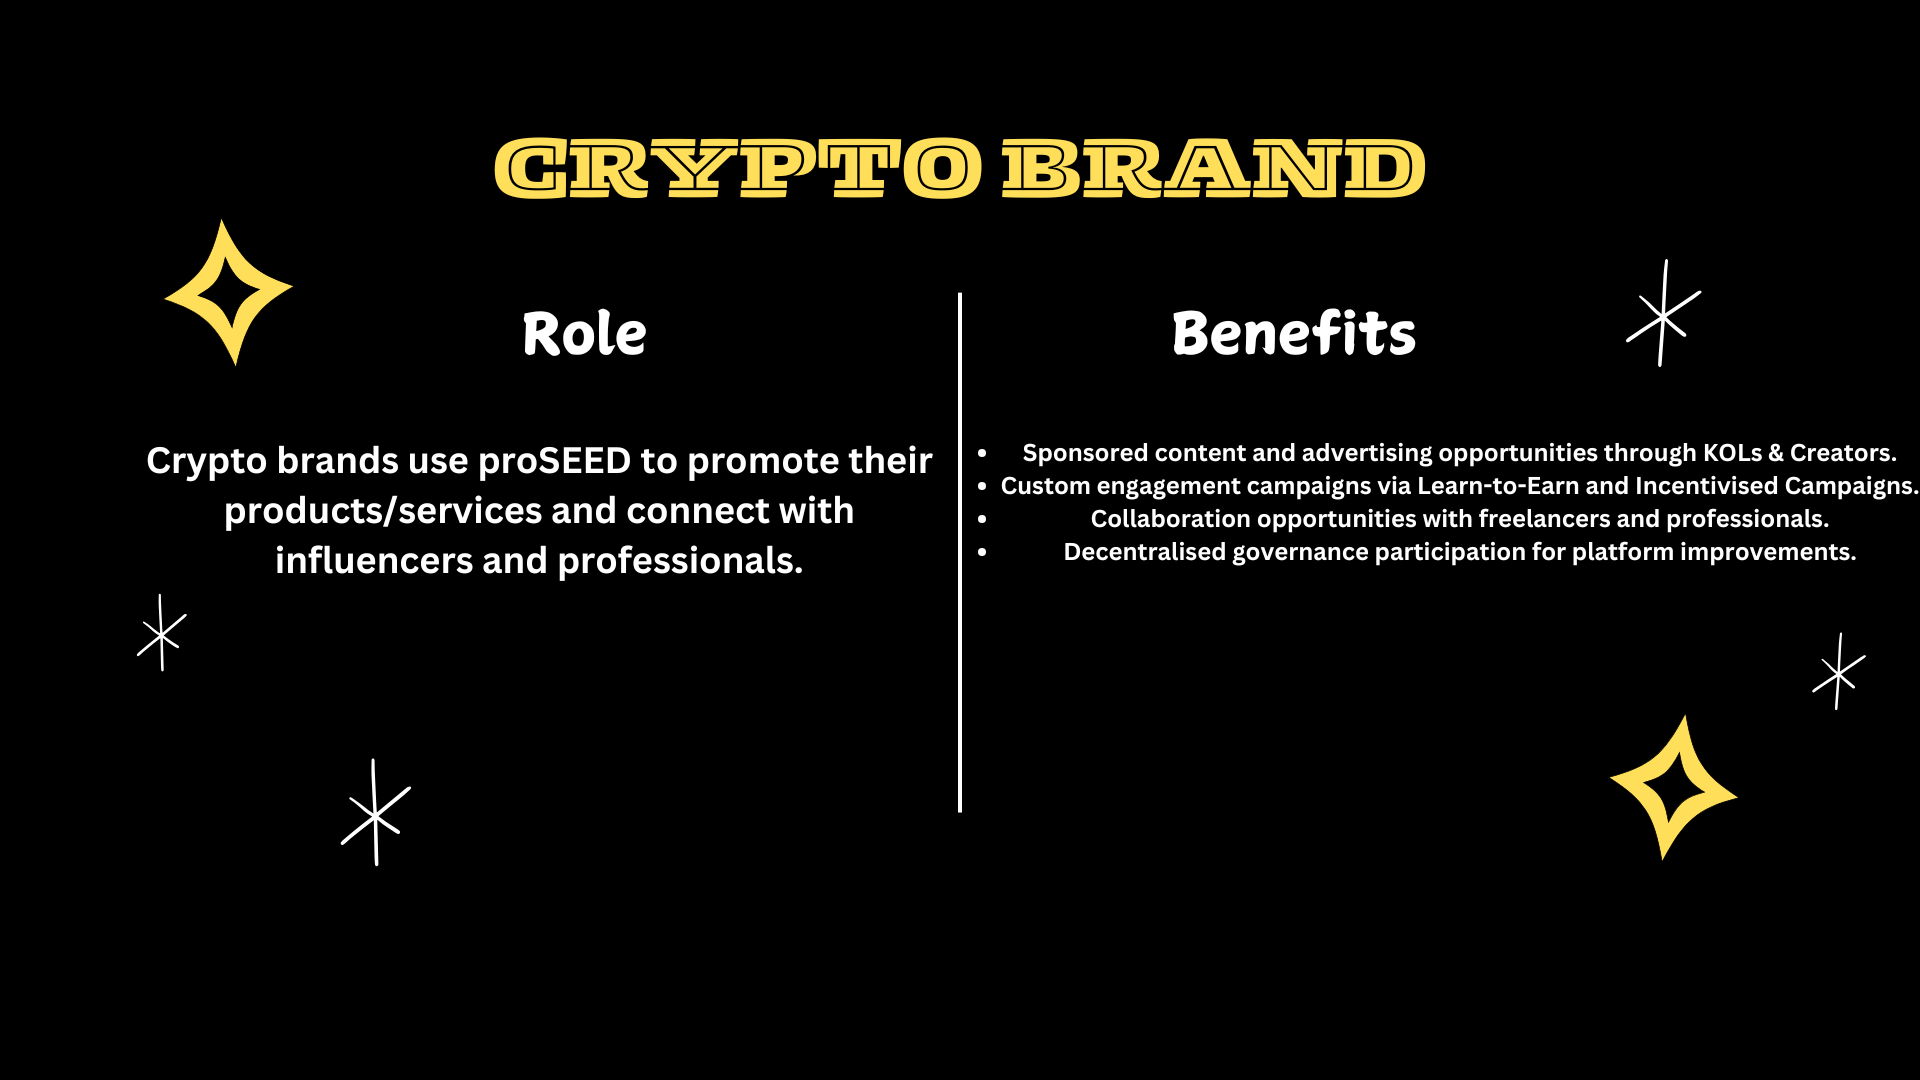 CRYPTO BRAND
Role
Crypto brands use proSEED to promote their
products/services and connect with
influencers and professionals.
Benefits
• Sponsored content and advertising opportunities through KOLs & Creators.
• Custom engagement campaigns via Learn-to-Earn and Incentivised Campaigns.
• Collaboration opportunities with freelancers and professionals.
• Decentralised governance participation for platform improvements.